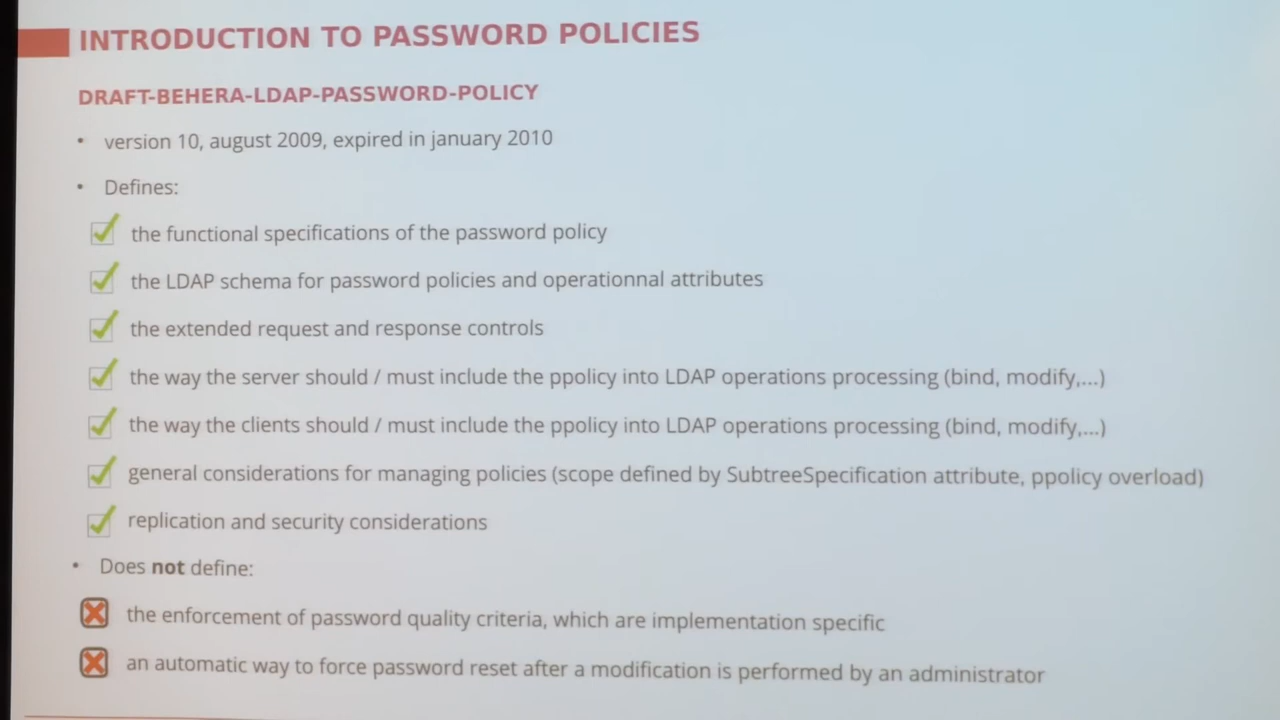 INTRODUCTION TO PASSWORD POLICIES
DRAFT-BEHERA-LDAP-PASSWORD-POLICY
• version 10, august 2009, expired in january 2010
• Defines:
the functional specifications of the password policy
the LDAP schema for password policies and operationnal attributes
the extended request and response controls
the way the server should / must include the ppolicy into LDAP operations processing (bind, modify,...)
the way the clients should / must include the ppolicy into LDAP operations processing (bind, modify,...)
general considerations for managing policies (scope defined by SubtreeSpecification attribute, ppolicy overload)
replication and security considerations
• Does not define:
the enforcement of password quality criteria, which are implementation specific
an automatic way to force password reset after a modification is performed by an administrator